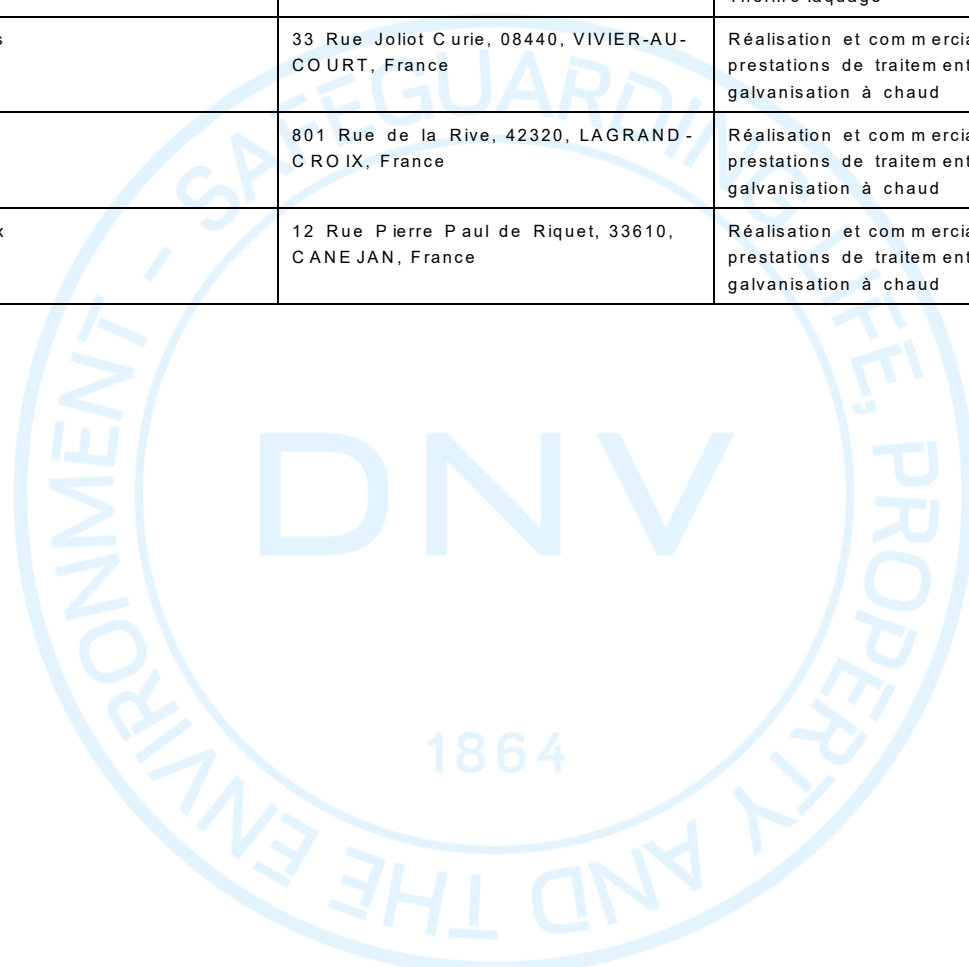 Thermo laquage
s
33 Rue Joliot Curie, 08440, VIVIER-AU-
COURT, France
Réalisation et commercia
prestations de traitement
galvanisation à chaud
801 Rue de la Rive, 42320, LAGRAND-
CROIX, France
Réalisation et commercia
prestations de traitement
galvanisation à chaud
x
12 Rue Pierre Paul de Riquet, 33610,
CANEJAN, France
Réalisation et commercia
prestations de traitement
galvanisation à chaud
SAFEGUARDING LIFE, PROPERTY AND THE ENVIRONMENT -
DNV
1864